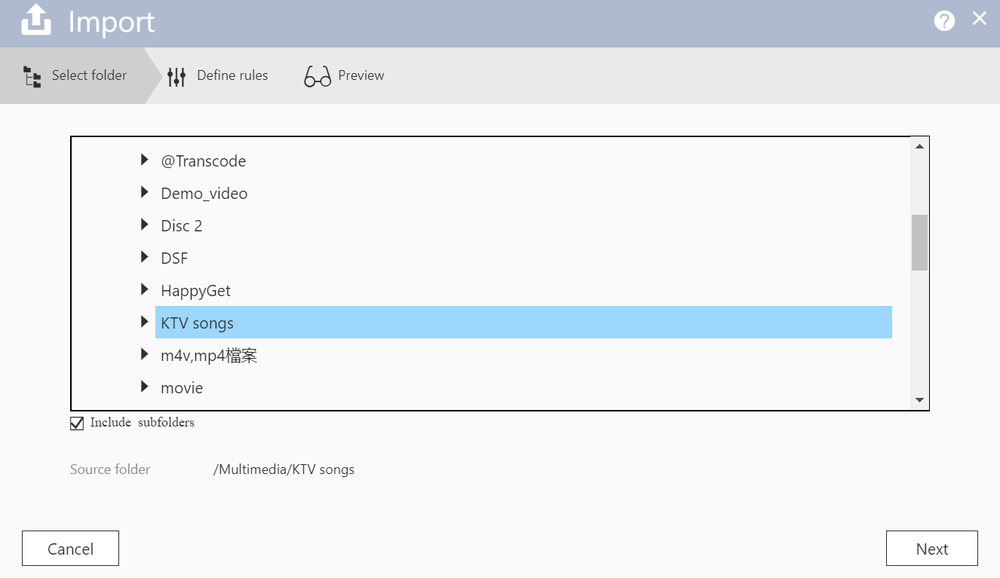 Import
Select folder
Define rules
Preview
@Transcode
Demo_video
Disc 2
DSF
HappyGet
KTV songs
m4v,mp4檔案
movie
Include subfolders
Source folder /Multimedia/KTV songs
Cancel
Next